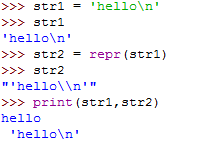 >>> str1 = 'hello\n'
>>> str1
'hello\n'
>>> str2 = repr(str1)
>>> str2
"'hello\\n'"
>>> print(str1,str2)
hello
 'hello\n'